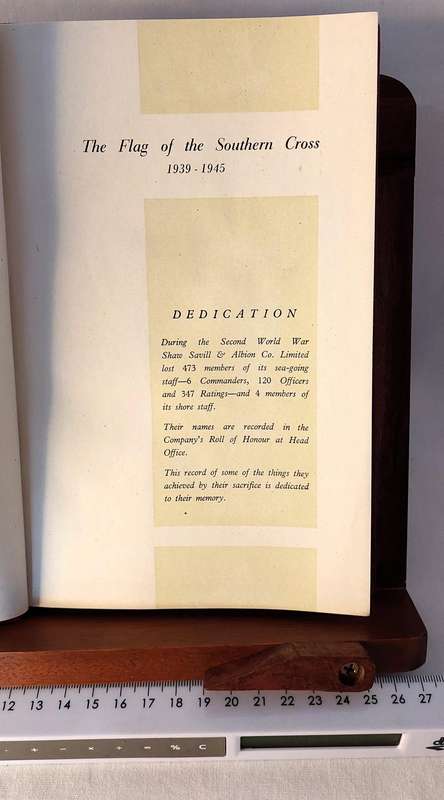 The Flag of the Southern Cross
1939 - 1945
DEDICATION
During the Second World War
Shaw Savill & Albion Co. Limited
lost 473 members of its sea-going
staff—6 Commanders, 120 Officers
and 347 Ratings—and 4 members of
its shore staff.
Their names are recorded in the
Company's Roll of Honour at Head
Office.
This record of some of the things they
achieved by their sacrifice is dedicated
to their memory.
12 13 14 15 16 17 18 19 20 21 22 23 24 25 26 27
· + − × ÷ = % C